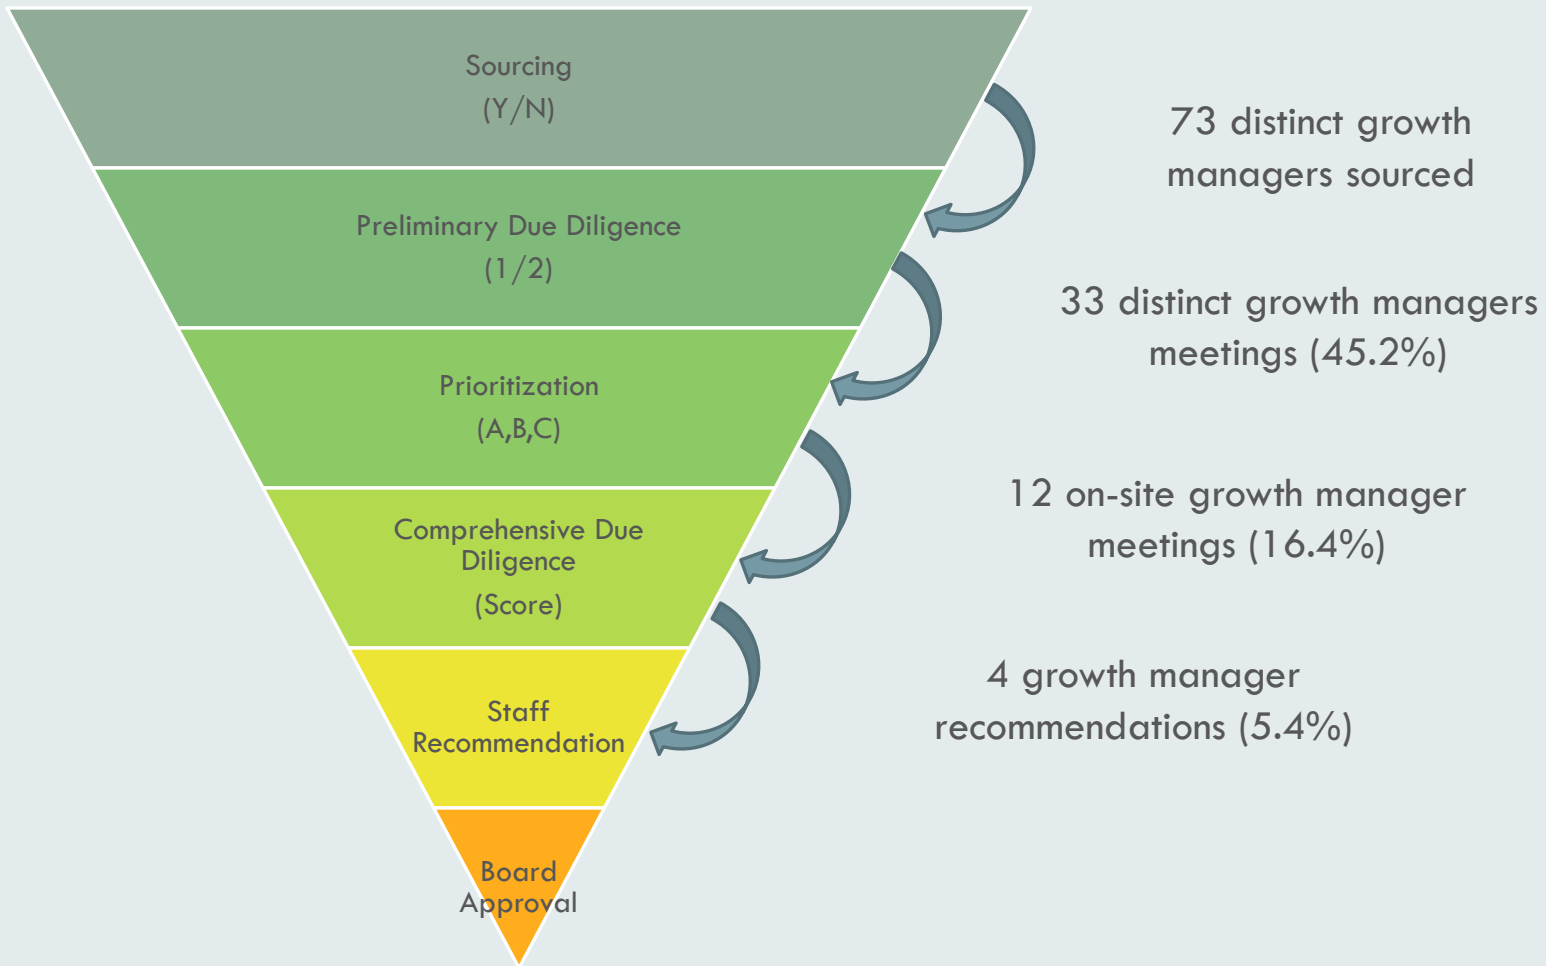 Sourcing
(Y/N)
73 distinct growth
managers sourced
Preliminary Due Diligence
(1/2)
33 distinct growth managers
meetings (45.2%)
Prioritization
(A,B,C)
12 on-site growth manager
meetings (16.4%)
Comprehensive Due
Diligence
(Score)
4 growth manager
recommendations (5.4%)
Staff
Recommendation
Board
Approval